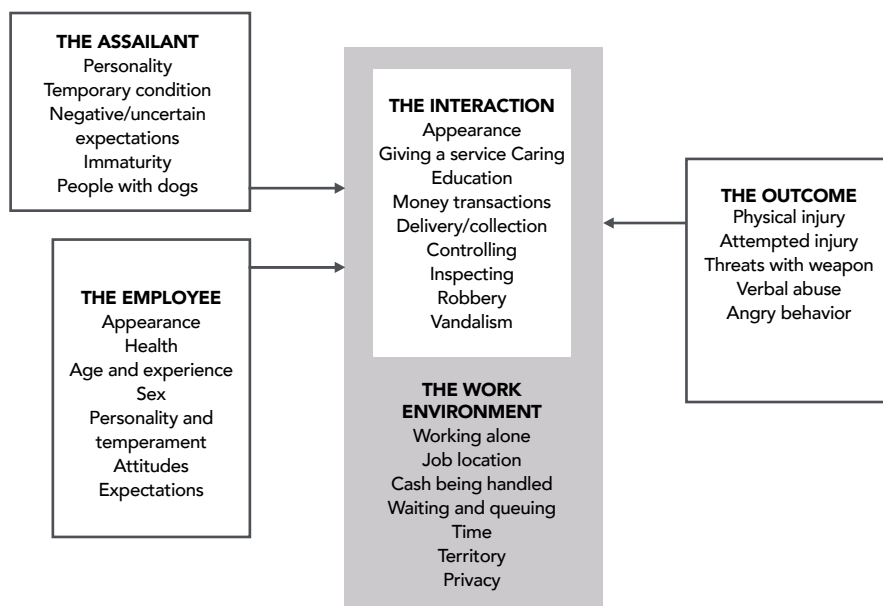 THE ASSAILANT
Personality
Temporary condition
Negative/uncertain
expectations
Immaturity
People with dogs
THE EMPLOYEE
Appearance
Health
Age and experience
Sex
Personality and
temperament
Attitudes
Expectations
THE INTERACTION
Appearance
Giving a service Caring
Education
Money transactions
Delivery/collection
Controlling
Inspecting
Robbery
Vandalism
THE WORK
ENVIRONMENT
Working alone
Job location
Cash being handled
Waiting and queuing
Time
Territory
Privacy
THE OUTCOME
Physical injury
Attempted injury
Threats with weapon
Verbal abuse
Angry behavior